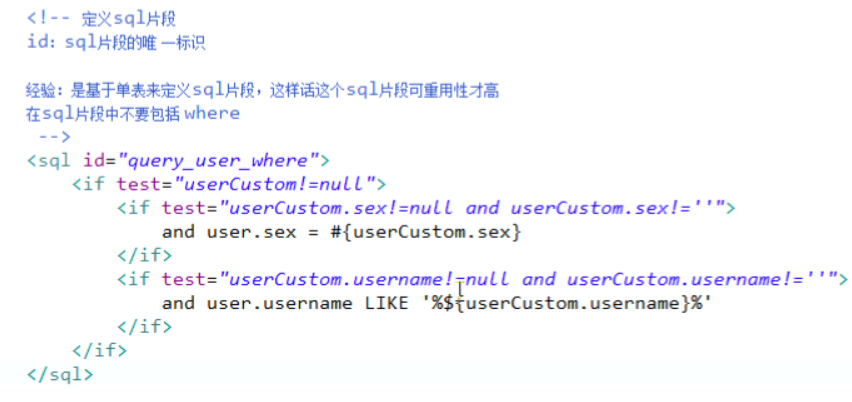 <!-- 定义sql片段
id：sql片段的唯一标识
经验：是基于单表来定义sql片段，这样话这个sql片段可重用性才高
在sql片段中不要包括 where
-->
<sql id="query_user_where">
<if test="userCustom!=null">
<if test="userCustom.sex!=null and userCustom.sex!=''">
and user.sex = #{userCustom.sex}
</if>
<if test="userCustom.username!=null and userCustom.username!=''">
and user.username LIKE '%${userCustom.username}%'
</if>
</if>
</sql>